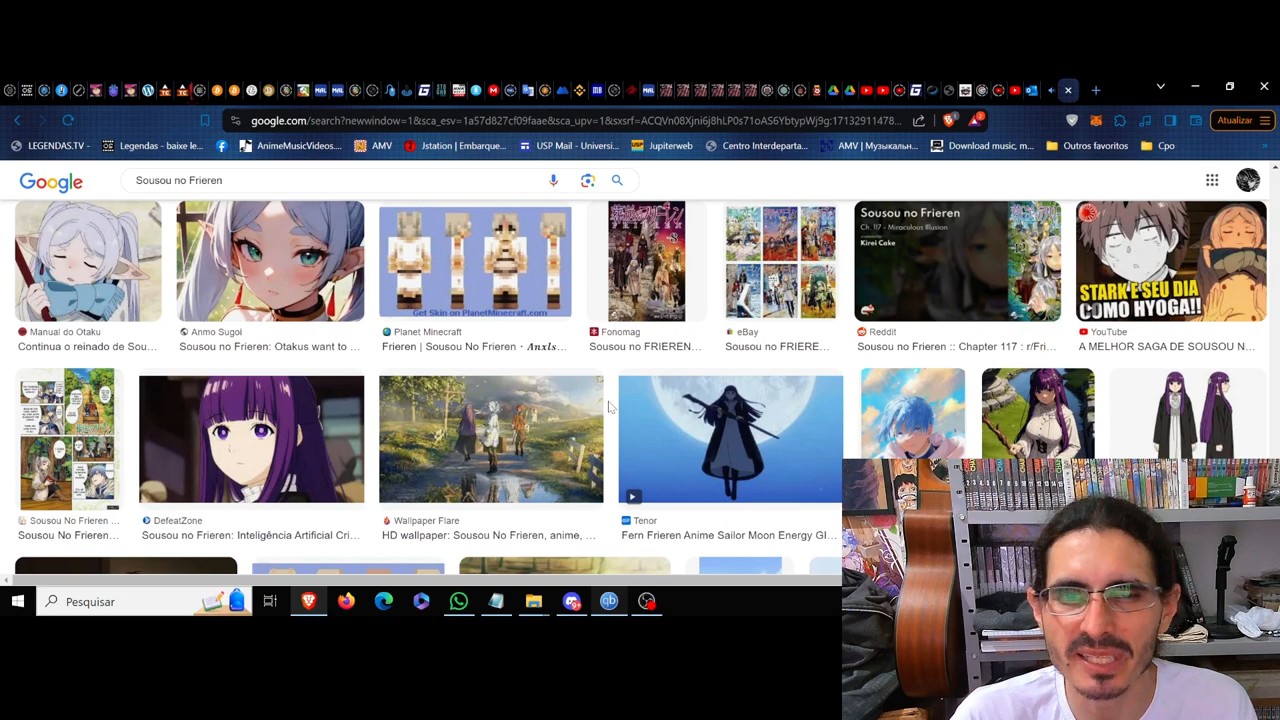 google.com/search?newwindow=1&sca_esv=1a57d827cf09faae&sca_upv=1&sxsrf=ACQVn08Xjni6j8hLP0s71oAS6YbtypWj9g:17132911478...
Atualizar
LEGENDAS.TV -
Legendas - baixe le...
AnimeMusicVideos....
AMV
Jstation | Embarque...
USP Mail - Universi...
Jupiterweb
Centro Interdeparta...
AMV | Музыкальн...
Download music, m...
Outros favoritos
Cpo
Google
Sousou no Frieren
Get Skin on PlanetMinecraft.com
Sousou no Frieren
Ch. 117 - Miraculous Illusion
Kirei Cake
STARK E SEU DIA
COMO HYOGA!!
Manual do Otaku
Continua o reinado de Sou...
Anmo Sugoi
Sousou no Frieren: Otakus want to ...
Planet Minecraft
Frieren | Sousou No Frieren・Λnxls...
Fonomag
Sousou no FRIEREN...
eBay
Sousou no FRIERE...
Reddit
Sousou no Frieren :: Chapter 117 : r/Fri...
YouTube
A MELHOR SAGA DE SOUSOU N...
Sousou No Frieren ...
Sousou No Frieren...
DefeatZone
Sousou no Frieren: Inteligência Artificial Cri...
Wallpaper Flare
HD wallpaper: Sousou No Frieren, anime, ...
Tenor
Fern Frieren Anime Sailor Moon Energy GI...
Pesquisar